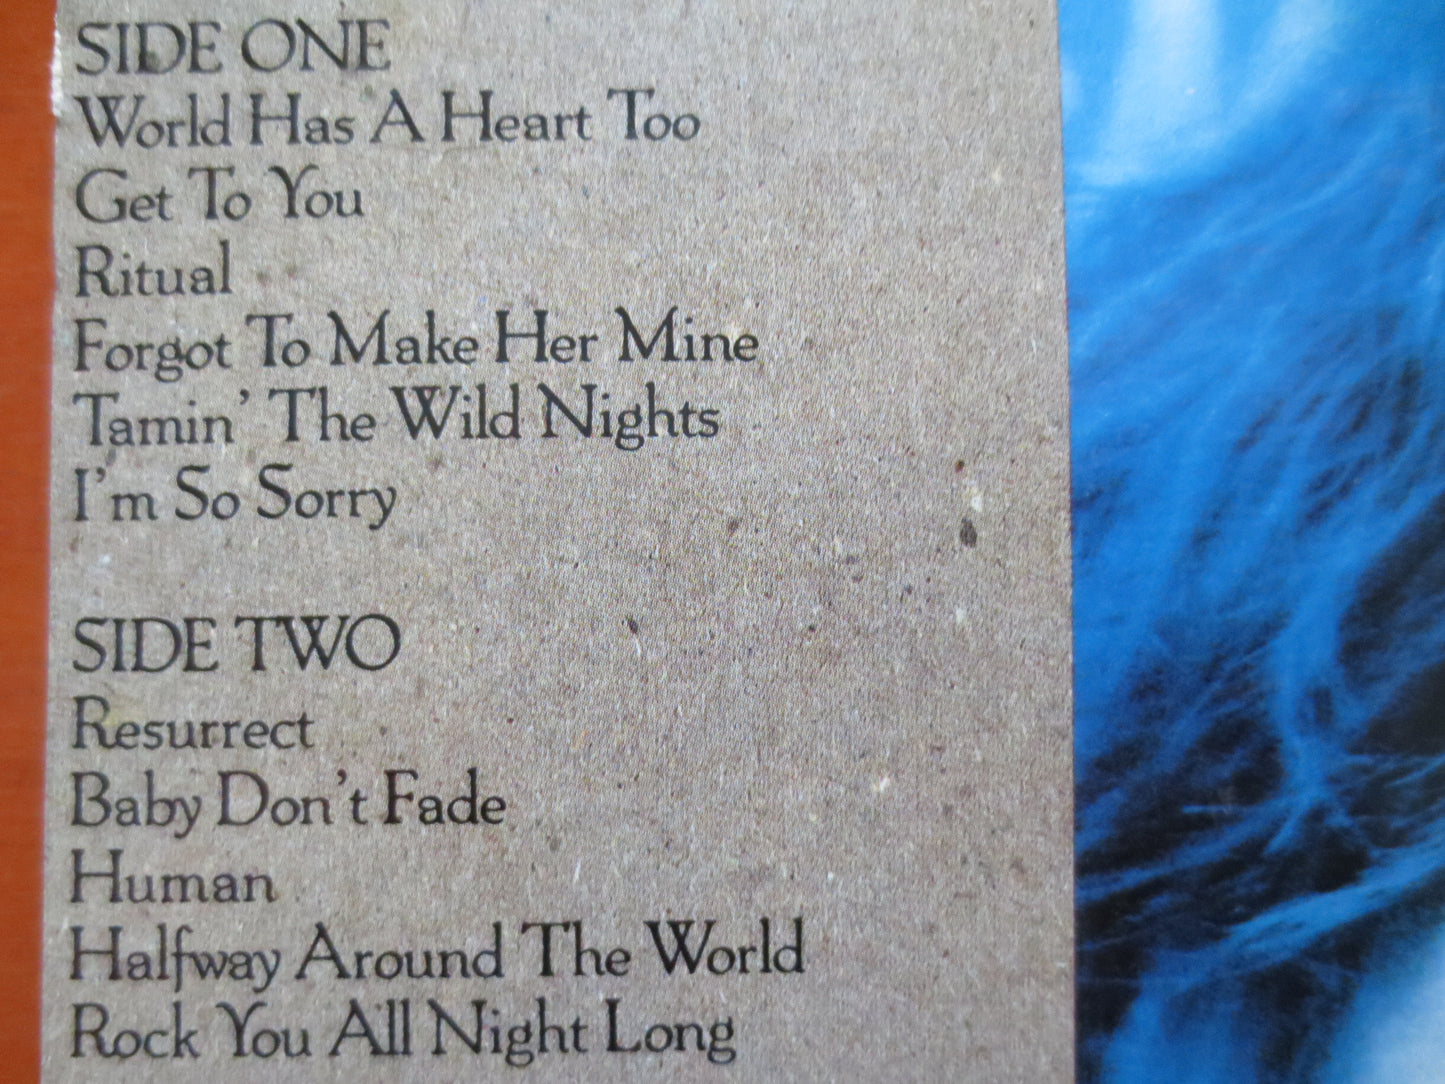 SIDE ONE
World Has A Heart Too
Get To You
Ritual
Forgot To Make Her Mine
Tamin' The Wild Nights
I'm So Sorry
SIDE TWO
Resurrect
Baby Don't Fade
Human
Halfway Around The World
Rock You All Night Long